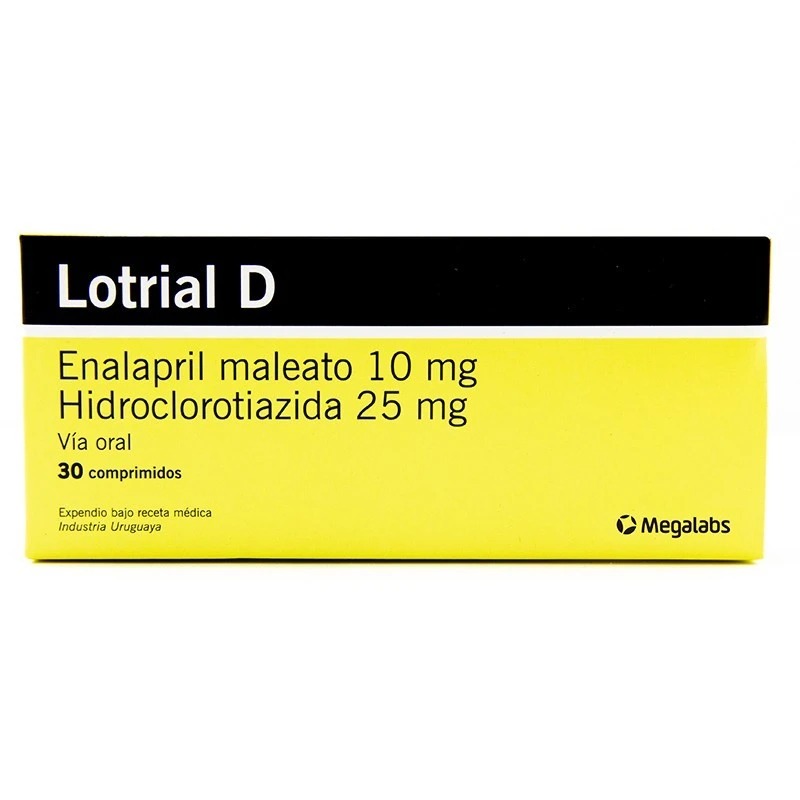 Lotrial D
Enalapril maleato 10 mg
Hidroclorotiazida 25 mg
Vía oral
30 comprimidos
Expendio bajo receta médica
Industria Uruguaya
Megalabs